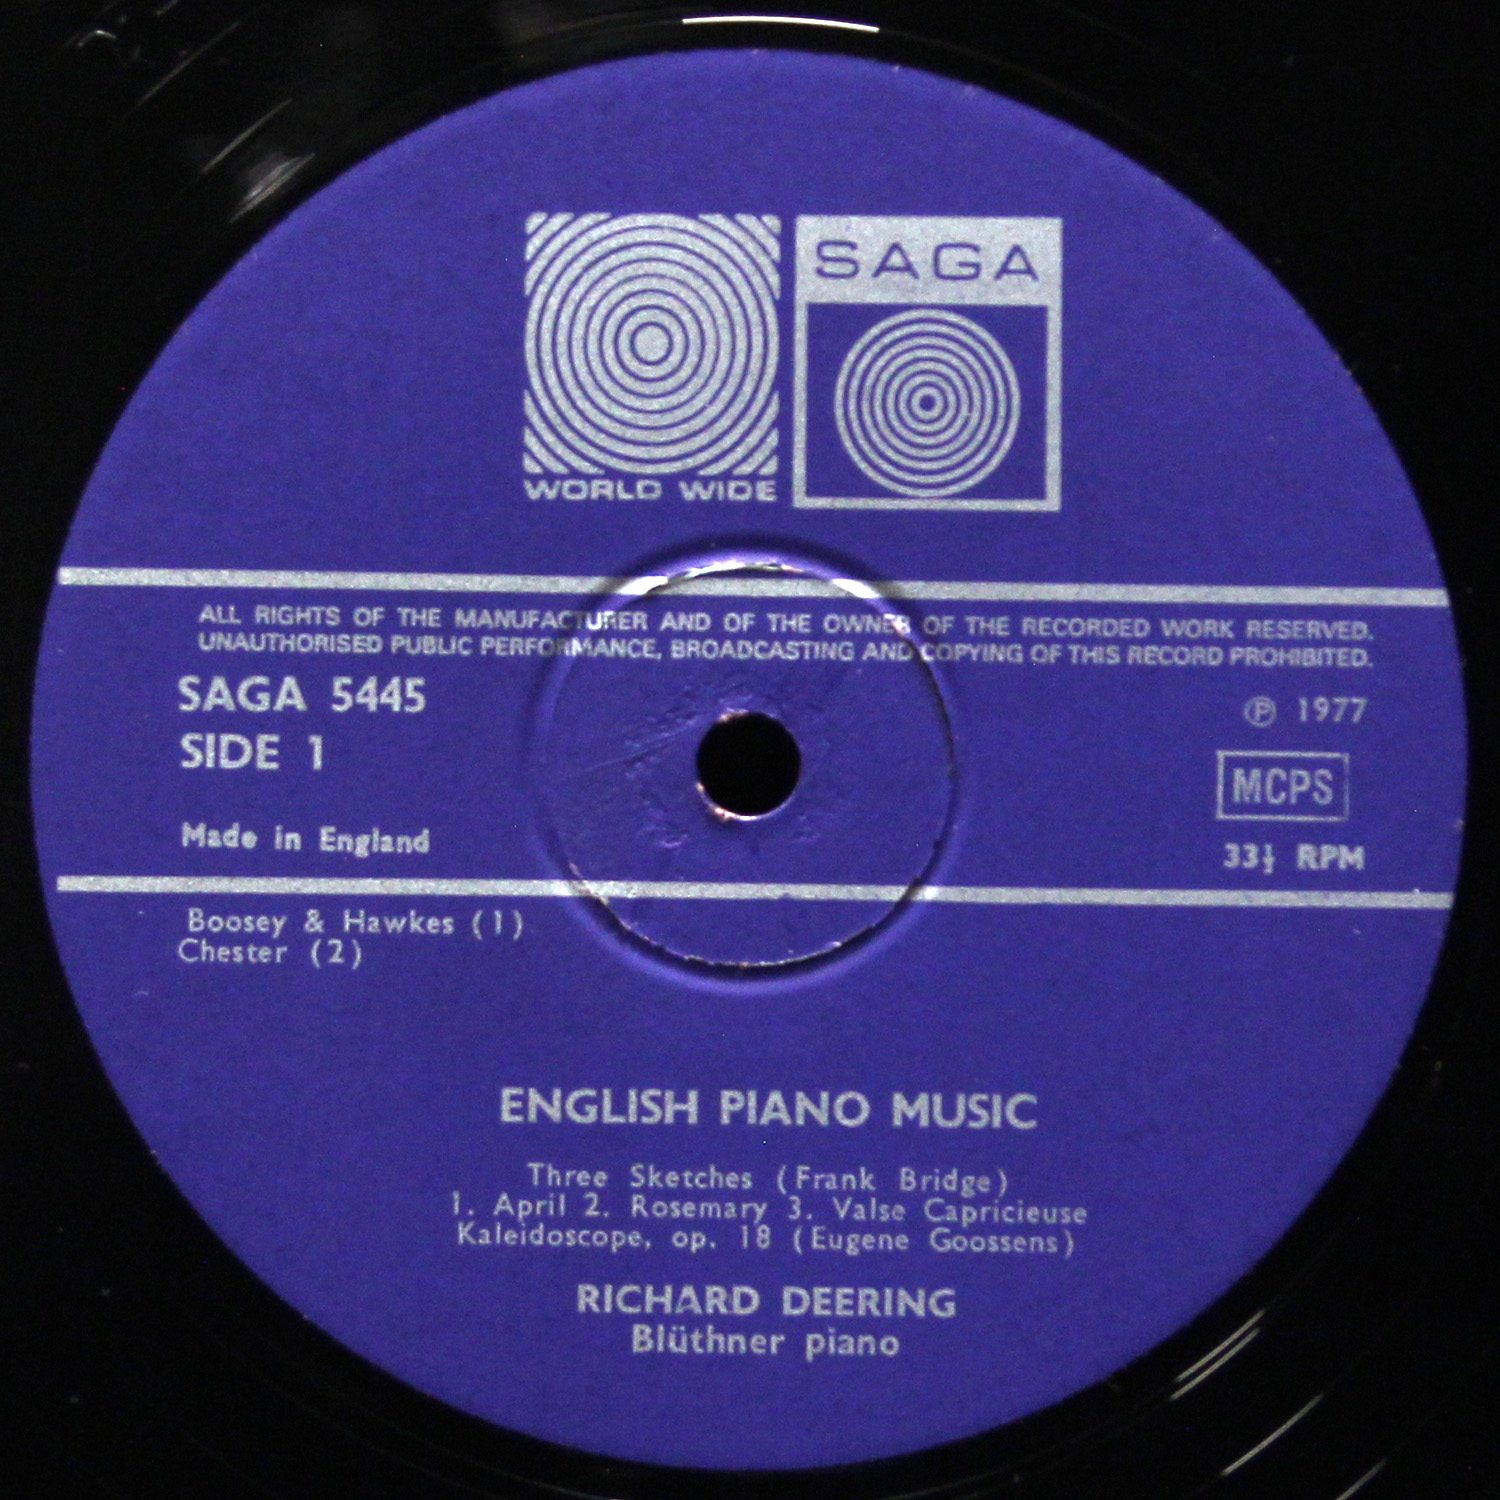 SAGA
WORLD WIDE
ALL RIGHTS OF THE MANUFACTURER AND OF THE OWNER OF THE RECORDED WORK RESERVED.
UNAUTHORISED PUBLIC PERFORMANCE, BROADCASTING AND COPYING OF THIS RECORD PROHIBITED.
SAGA 5445
℗ 1977
SIDE 1
MCPS
Made in England
33⅓ RPM
Boosey & Hawkes (1)
Chester (2)
ENGLISH PIANO MUSIC
Three Sketches (Frank Bridge)
1. April 2. Rosemary 3. Valse Capricieuse
Kaleidoscope, op. 18 (Eugene Goossens)
RICHARD DEERING
Blüthner piano